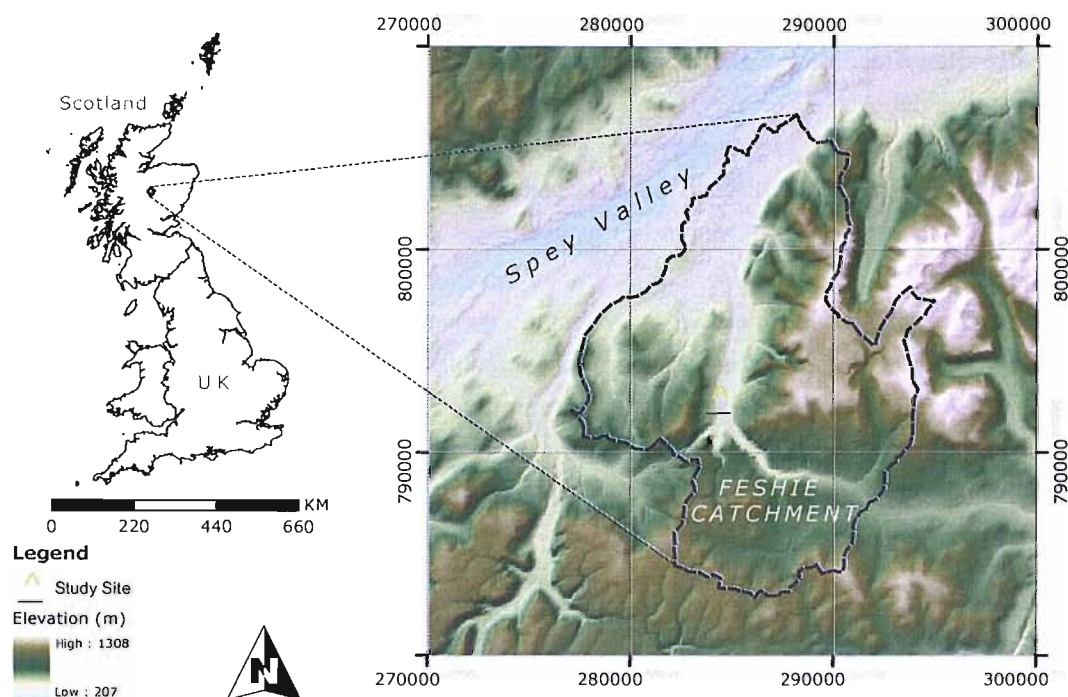 Scotland
UK
0 220 440 660 KM
Legend
Study Site
Elevation (m)
High : 1308
Low : 207
N
270000 280000 290000 300000
800000
790000
Spey Valley
FESHIE
CATCHMENT
800000
790000
270000 280000 290000 300000